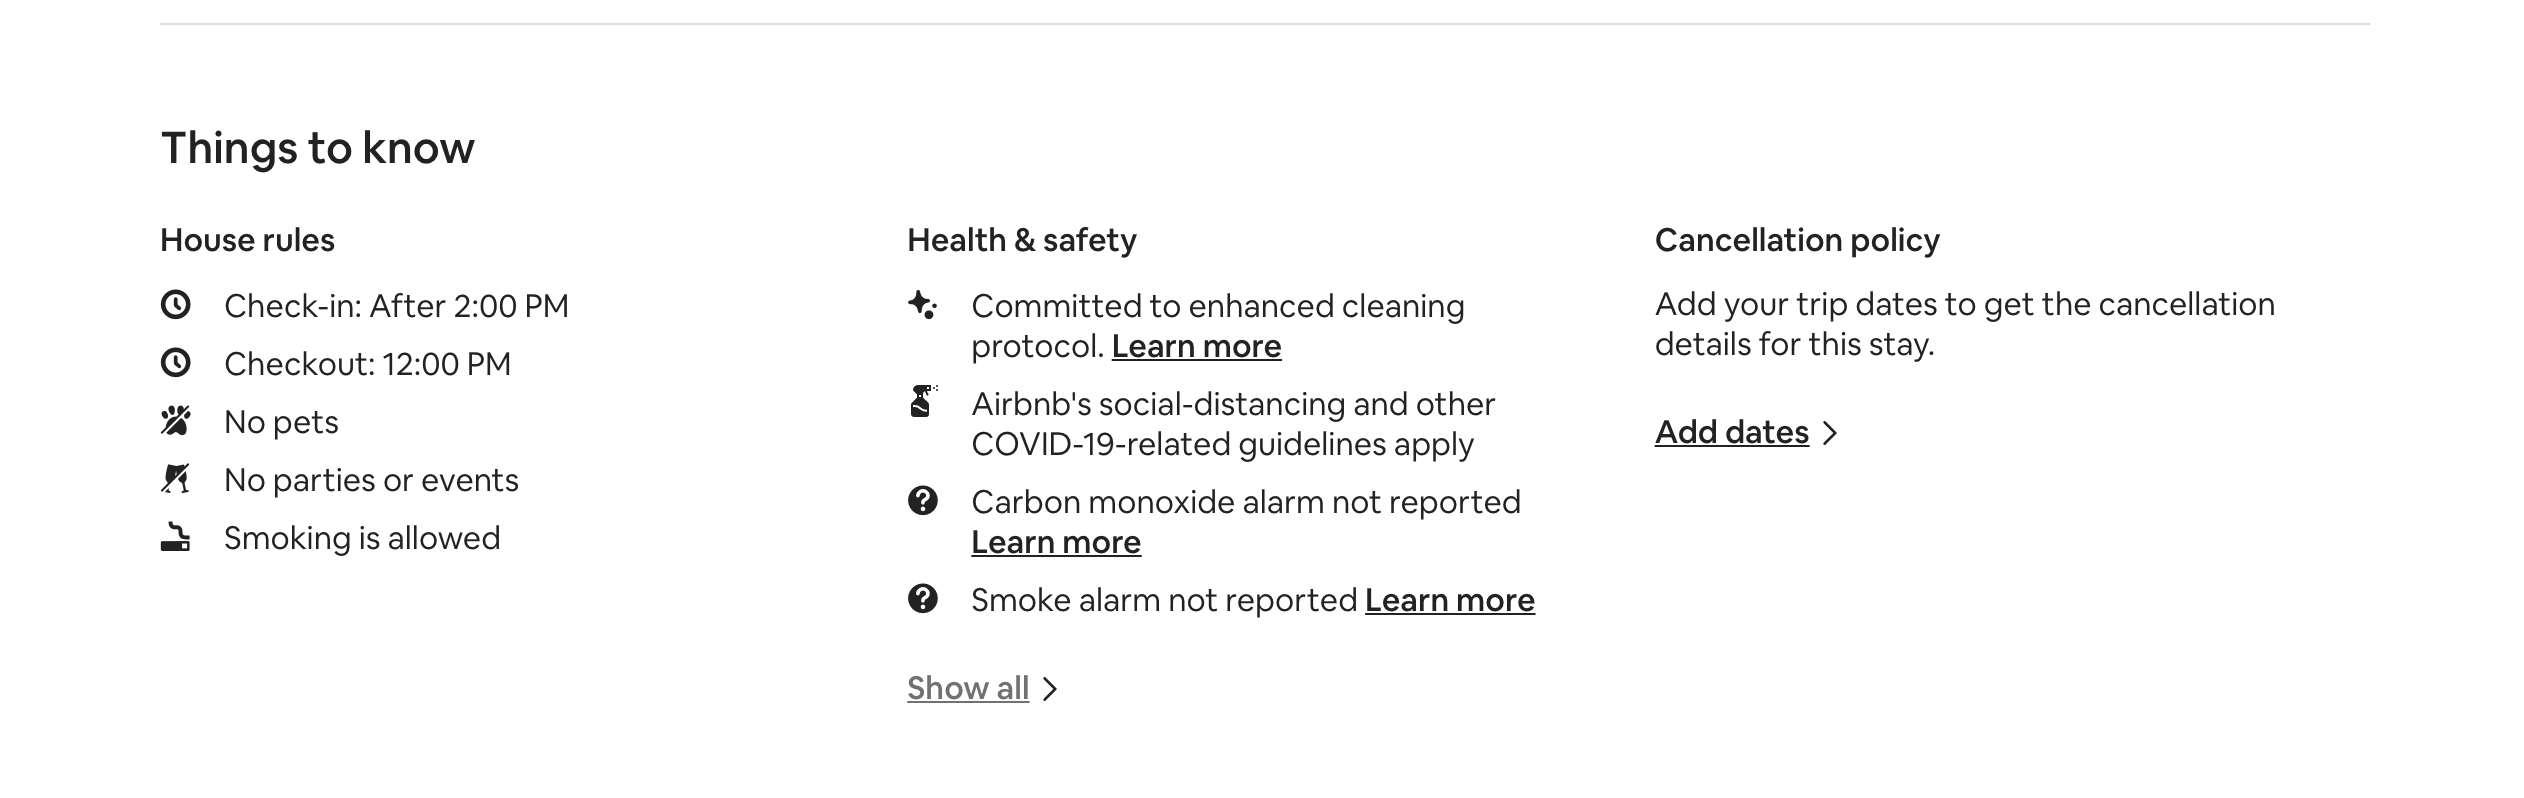 Things to know
House rules
Check-in: After 2:00 PM
Checkout: 12:00 PM
No pets
No parties or events
Smoking is allowed
Health & safety
Committed to enhanced cleaning
protocol. Learn more
Airbnb's social-distancing and other
COVID-19-related guidelines apply
Carbon monoxide alarm not reported
Learn more
Smoke alarm not reported Learn more
Show all
Cancellation policy
Add your trip dates to get the cancellation
details for this stay.
Add dates